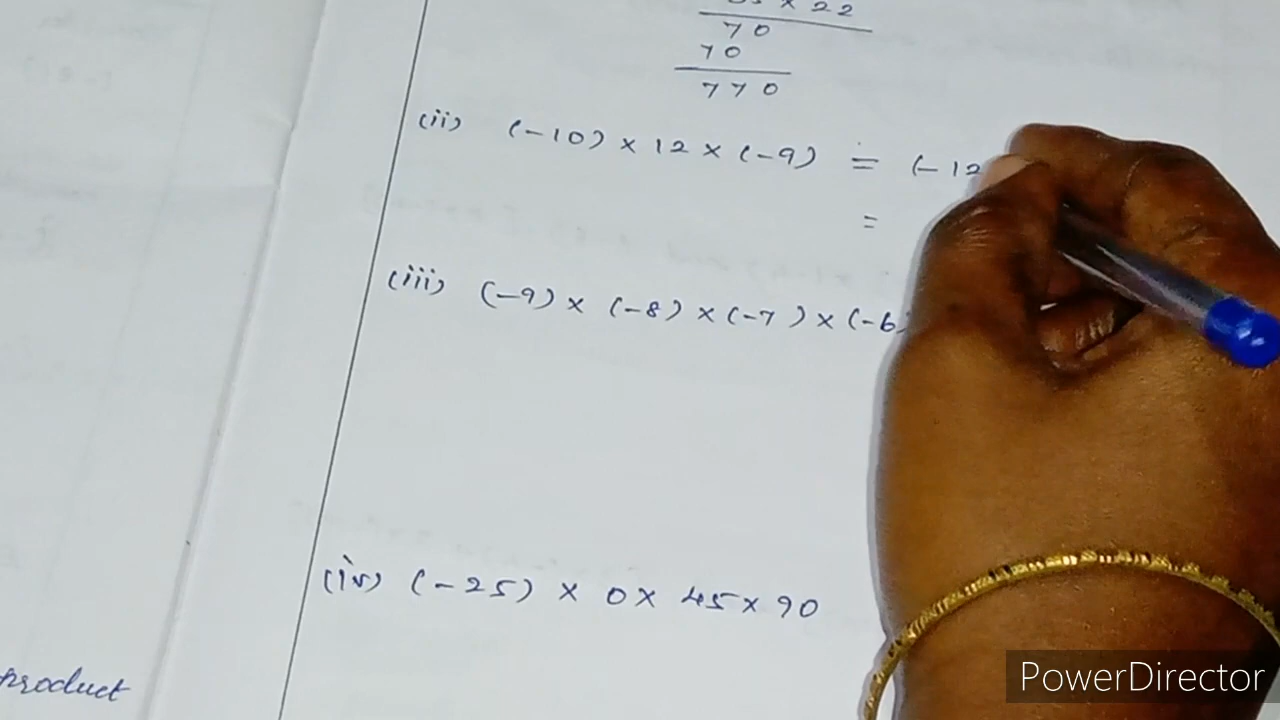 × 22
70
70
770
(ii) (-10) × 12 × (-9) = (-12
=
(iii) (-9) × (-8) × (-7) × (-6)
(iv) (-25) × 0 × 45 × 90
product
PowerDirector